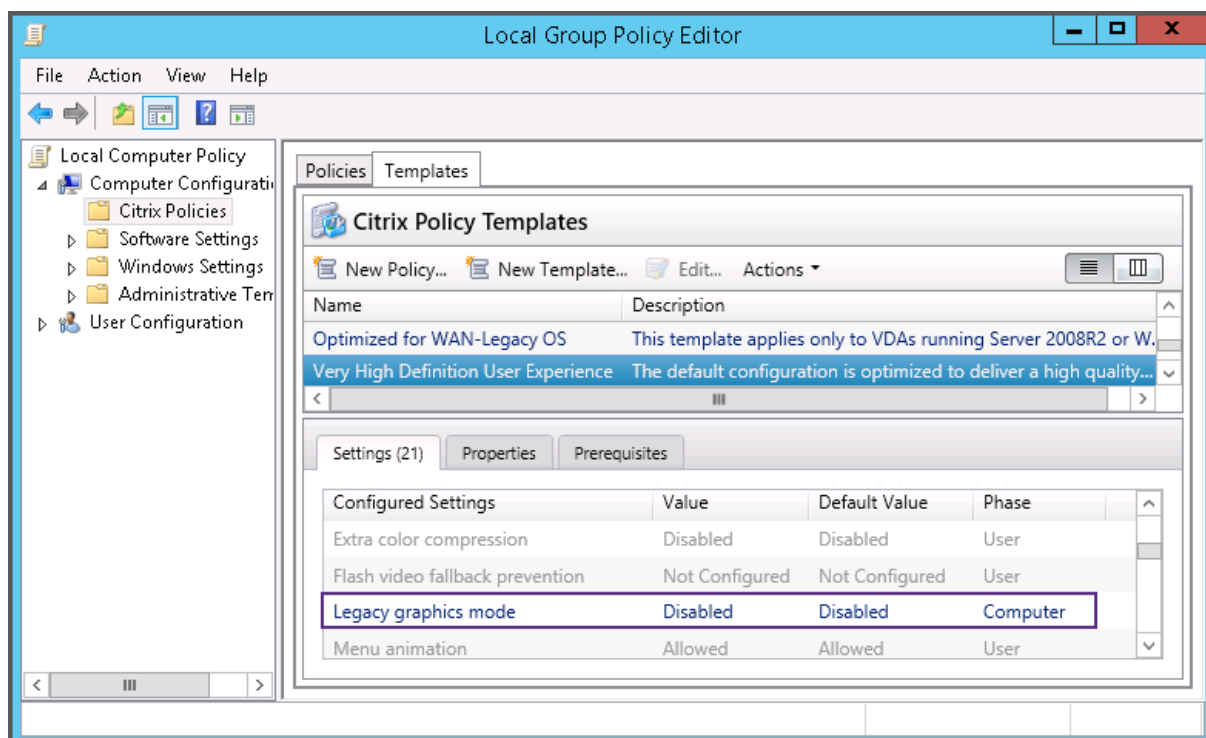 Local Group Policy Editor
File Action View Help
Local Computer Policy
Computer Configurati
Citrix Policies
Software Settings
Windows Settings
Administrative Tem
User Configuration
Policies Templates
Citrix Policy Templates
New Policy... New Template... Edit... Actions
Name Description
Optimized for WAN-Legacy OS This template applies only to VDAs running Server 2008R2 or W.
Very High Definition User Experience The default configuration is optimized to deliver a high quality...
Settings (21) Properties Prerequisites
Configured Settings Value Default Value Phase
Extra color compression Disabled Disabled User
Flash video fallback prevention Not Configured Not Configured User
Legacy graphics mode Disabled Disabled Computer
Menu animation Allowed Allowed User